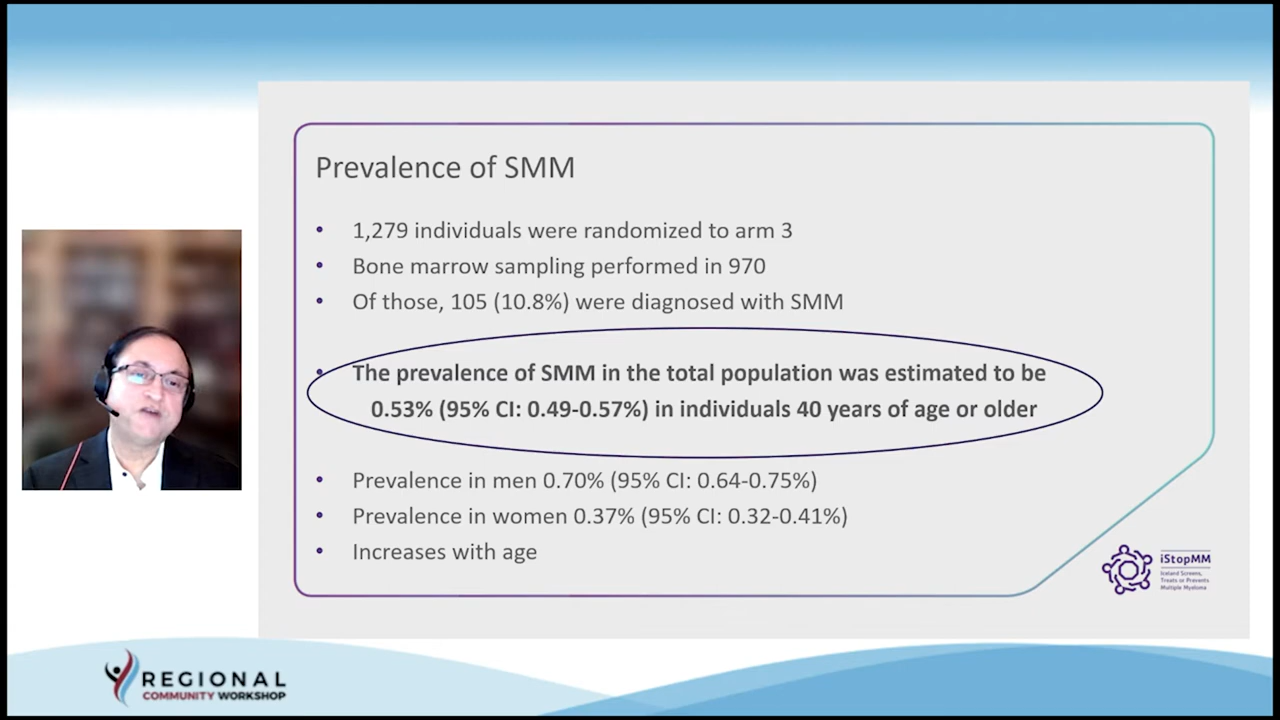 Prevalence of SMM
• 1,279 individuals were randomized to arm 3
• Bone marrow sampling performed in 970
• Of those, 105 (10.8%) were diagnosed with SMM
• The prevalence of SMM in the total population was estimated to be
0.53% (95% CI: 0.49-0.57%) in individuals 40 years of age or older
• Prevalence in men 0.70% (95% CI: 0.64-0.75%)
• Prevalence in women 0.37% (95% CI: 0.32-0.41%)
• Increases with age
iStopMM
Iceland Screens,
Treats or Prevents
Multiple Myeloma
REGIONAL
COMMUNITY WORKSHOP